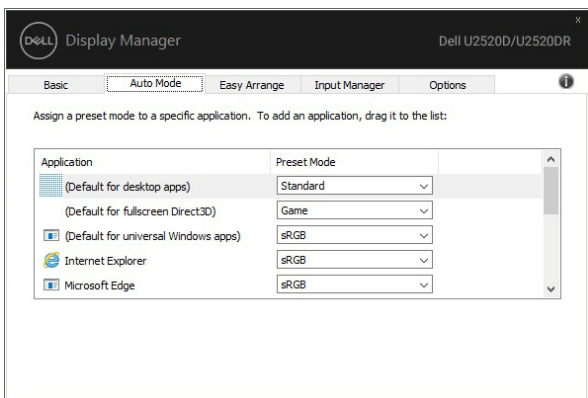 x
DELL Display Manager Dell U2520D/U2520DR
Basic Auto Mode Easy Arrange Input Manager Options i
Assign a preset mode to a specific application. To add an application, drag it to the list:
Application Preset Mode
(Default for desktop apps) Standard
(Default for fullscreen Direct3D) Game
(Default for universal Windows apps) sRGB
Internet Explorer sRGB
Microsoft Edge sRGB